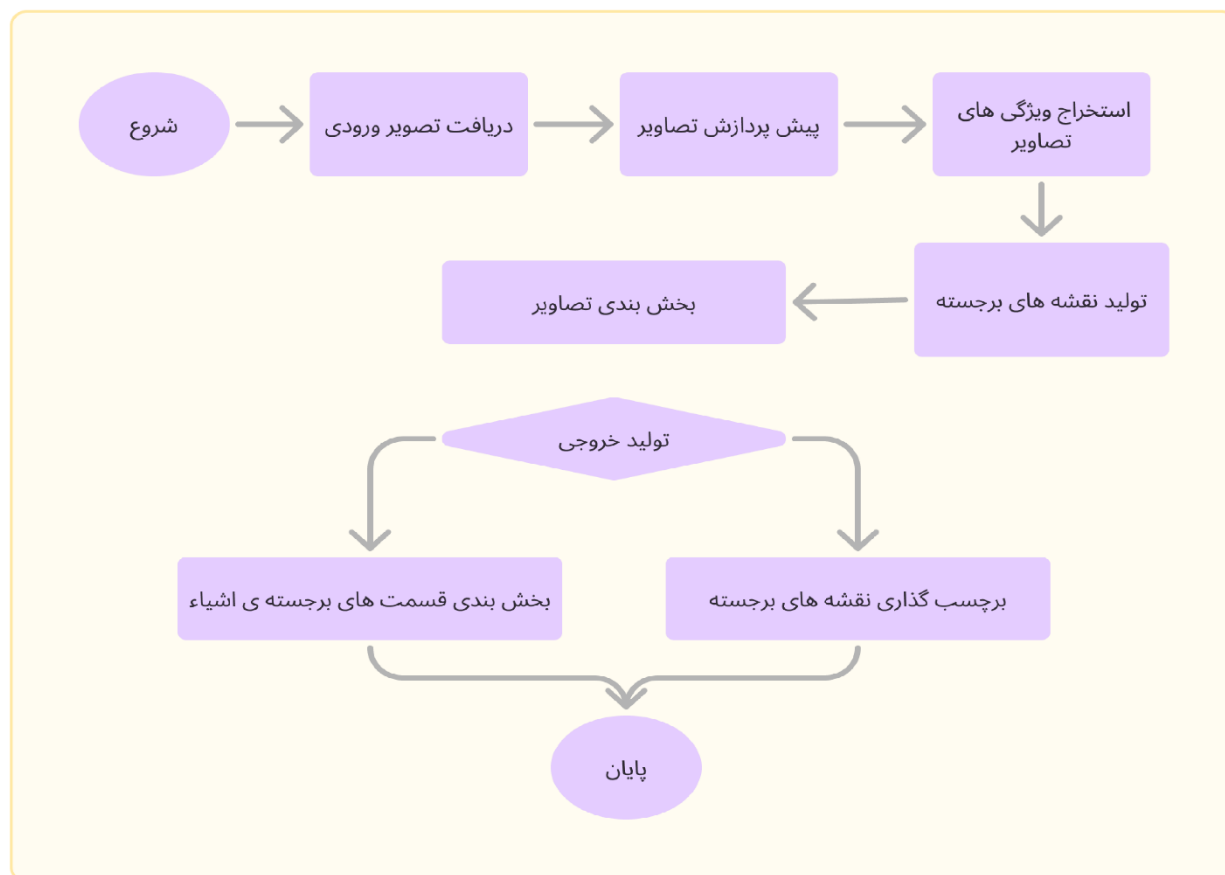 شروع
دریافت تصویر ورودی
پیش پردازش تصاویر
استخراج ویژگی های
تصاویر
تولید نقشه های برجسته
بخش بندی تصاویر
تولید خروجی
برچسب گذاری نقشه های برجسته
بخش بندی قسمت های برجسته ی اشیاء
پایان